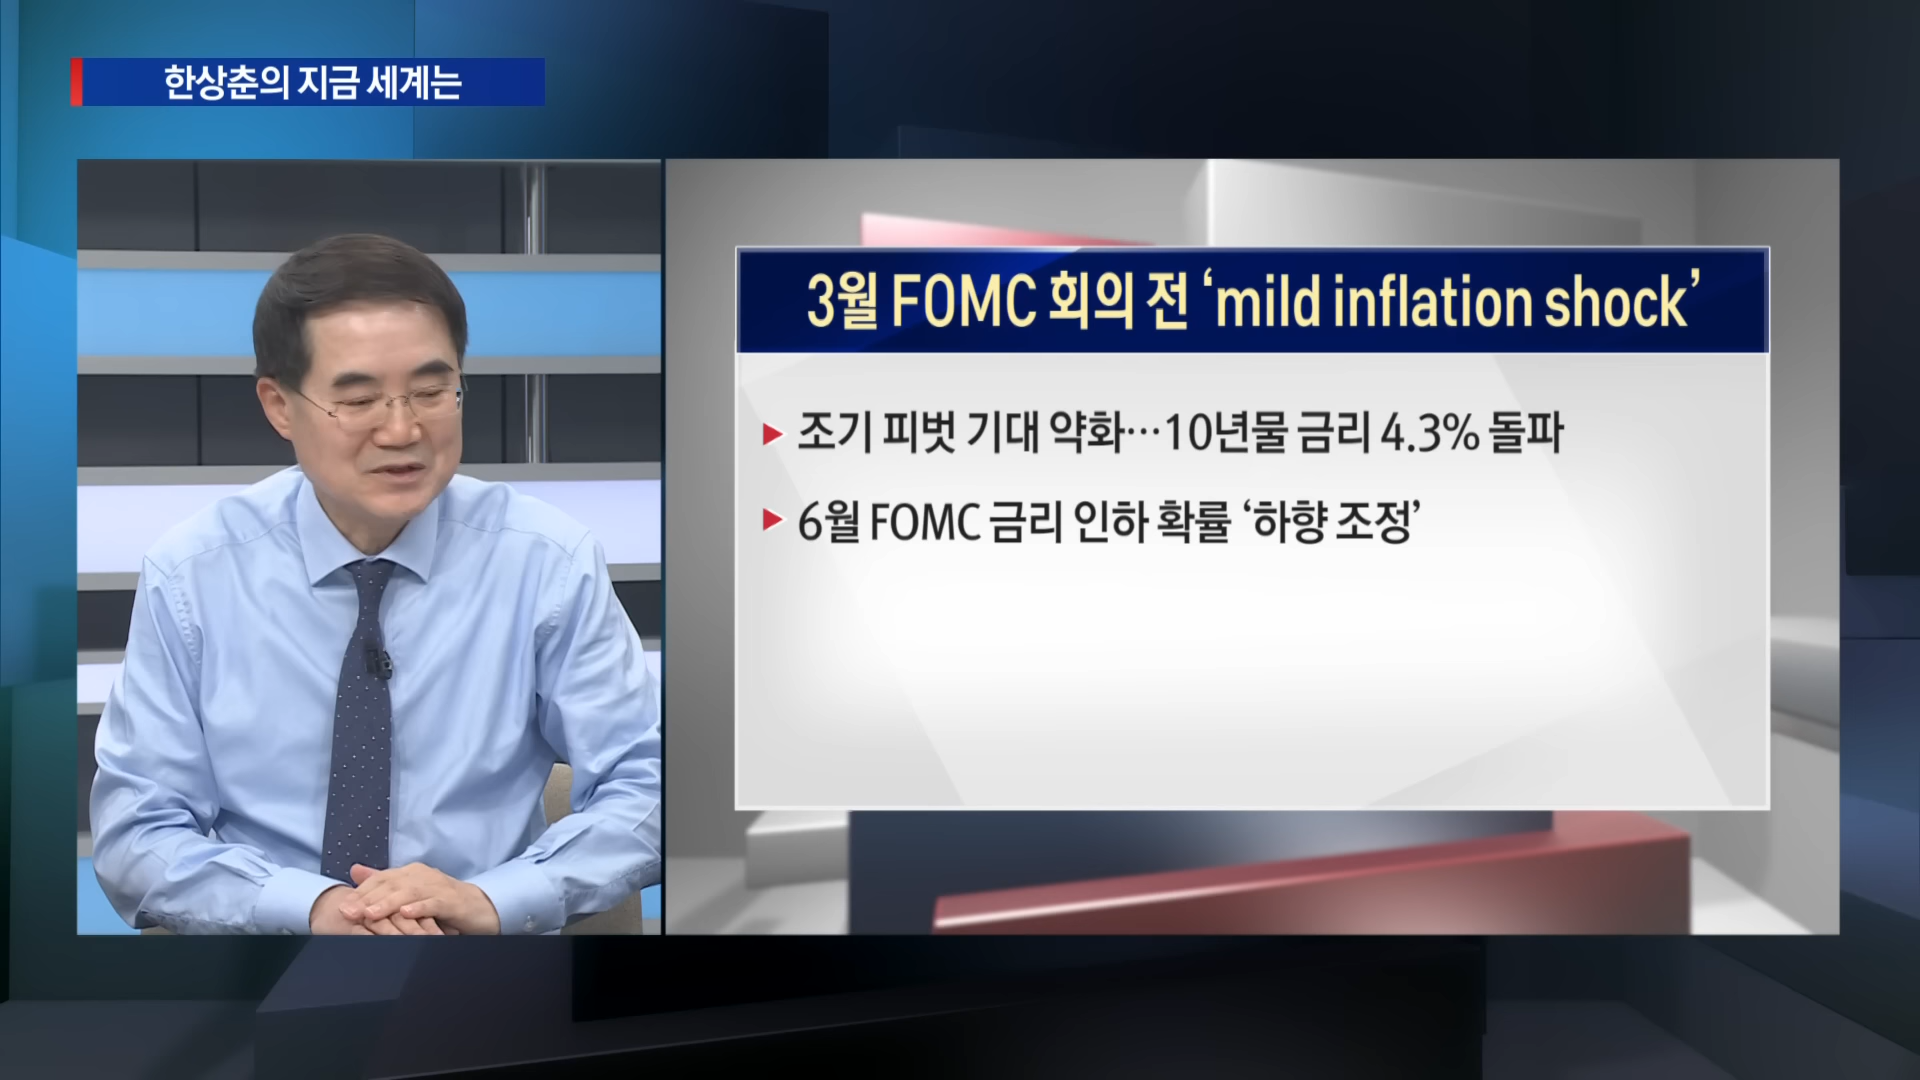 한상춘의 지금 세계는
3월 FOMC 회의 전 ‘mild inflation shock’
▶ 조기 피벗 기대 약화…10년물 금리 4.3% 돌파
▶ 6월 FOMC 금리 인하 확률 ‘하향 조정’